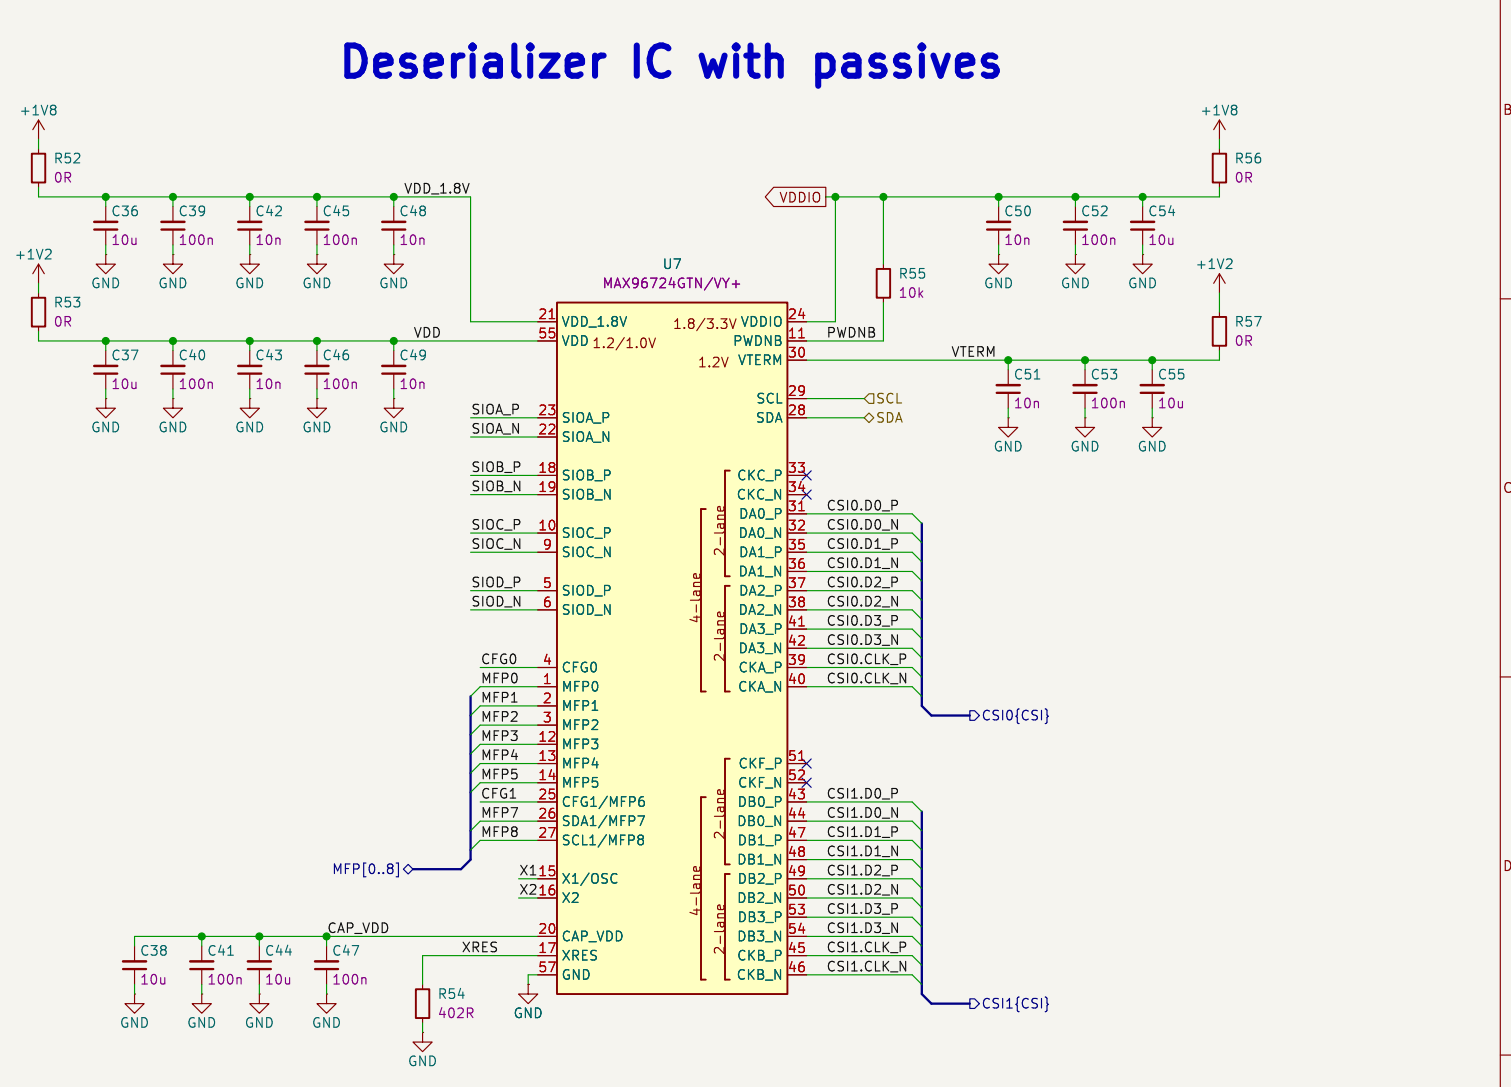 Deserializer IC with passives
+1V8
R52
0R
VDD_1.8V
C36
10u
GND
C39
100n
GND
C42
10n
GND
C45
100n
GND
C48
10n
GND
+1V2
R53
0R
VDD
C37
10u
GND
C40
100n
GND
C43
10n
GND
C46
100n
GND
C49
10n
GND
+1V8
R56
0R
VDDIO
C50
10n
GND
C52
100n
GND
C54
10u
GND
R55
10k
PWDNB
+1V2
R57
0R
VTERM
C51
10n
GND
C53
100n
GND
C55
10u
GND
U7
MAX96724GTN/VY+
21 VDD_1.8V
55 VDD 1.2/1.0V
SIOA_P 23 SIOA_P
SIOA_N 22 SIOA_N
SIOB_P 18 SIOB_P
SIOB_N 19 SIOB_N
SIOC_P 10 SIOC_P
SIOC_N 9 SIOC_N
SIOD_P 5 SIOD_P
SIOD_N 6 SIOD_N
CFG0 4 CFG0
MFP0 1 MFP0
MFP1 2 MFP1
MFP2 3 MFP2
MFP3 12 MFP3
MFP4 13 MFP4
MFP5 14 MFP5
CFG1 25 CFG1/MFP6
MFP7 26 SDA1/MFP7
MFP8 27 SCL1/MFP8
MFP[0..8]
X1 15 X1/OSC
X2 16 X2
CAP_VDD 20 CAP_VDD
XRES 17 XRES
57 GND
GND
C38
10u
GND
C41
100n
GND
C44
10u
GND
C47
100n
GND
R54
402R
GND
1.8/3.3V VDDIO 24
PWDNB 11
1.2V VTERM 30
SCL 29 SCL
SDA 28 SDA
CKC_P 33
CKC_N 34
DA0_P 31 CSI0.D0_P
DA0_N 32 CSI0.D0_N
DA1_P 35 CSI0.D1_P
DA1_N 36 CSI0.D1_N
DA2_P 37 CSI0.D2_P
DA2_N 38 CSI0.D2_N
DA3_P 41 CSI0.D3_P
DA3_N 42 CSI0.D3_N
CKA_P 39 CSI0.CLK_P
CKA_N 40 CSI0.CLK_N
2-lane
4-lane
2-lane
CSI0{CSI}
CKF_P 51
CKF_N 52
DB0_P 43 CSI1.D0_P
DB0_N 44 CSI1.D0_N
DB1_P 47 CSI1.D1_P
DB1_N 48 CSI1.D1_N
DB2_P 49 CSI1.D2_P
DB2_N 50 CSI1.D2_N
DB3_P 53 CSI1.D3_P
DB3_N 54 CSI1.D3_N
CKB_P 45 CSI1.CLK_P
CKB_N 46 CSI1.CLK_N
2-lane
4-lane
2-lane
CSI1{CSI}
B
D